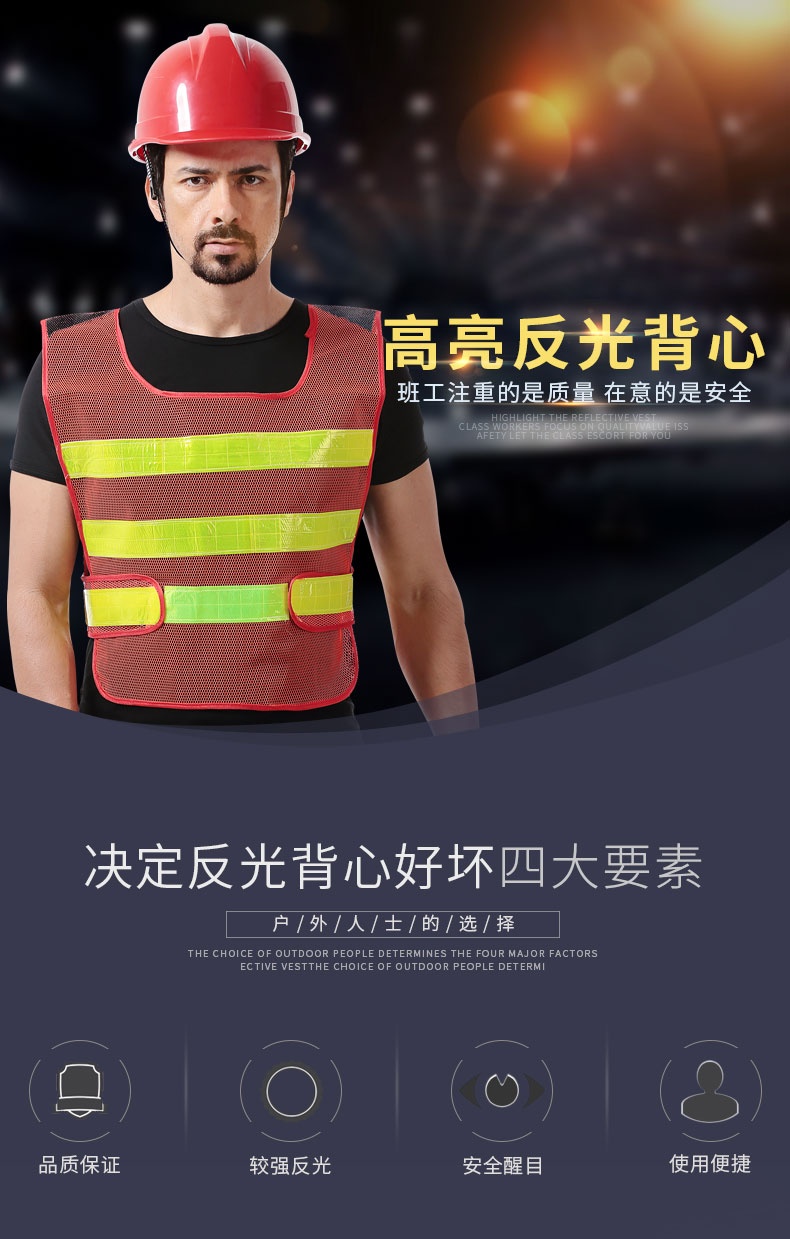 高亮反光背心
班工注重的是质量 在意的是安全
HIGHLIGHT THE REFLECTIVE VEST
CLASS WORKERS FOCUS ON QUALITYVALUE ISS
AFETY LET THE CLASS ESCORT FOR YOU
决定反光背心好坏四大要素
户/外/人/士/的/选/择
THE CHOICE OF OUTDOOR PEOPLE DETERMINES THE FOUR MAJOR FACTORS
ECTIVE VESTTHE CHOICE OF OUTDOOR PEOPLE DETERMI
品质保证
较强反光
安全醒目
使用便捷